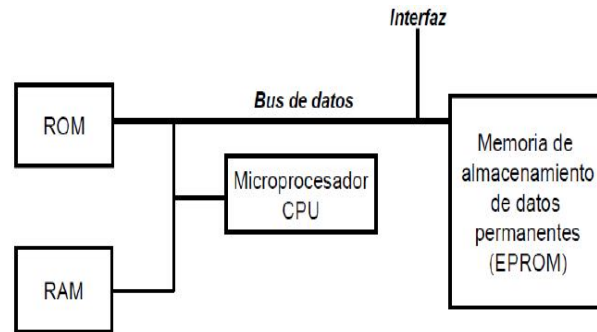 Interfaz
Bus de datos
ROM
Memoria de
almacenamiento
de datos
permanentes
(EPROM)
Microprocesador
CPU
RAM